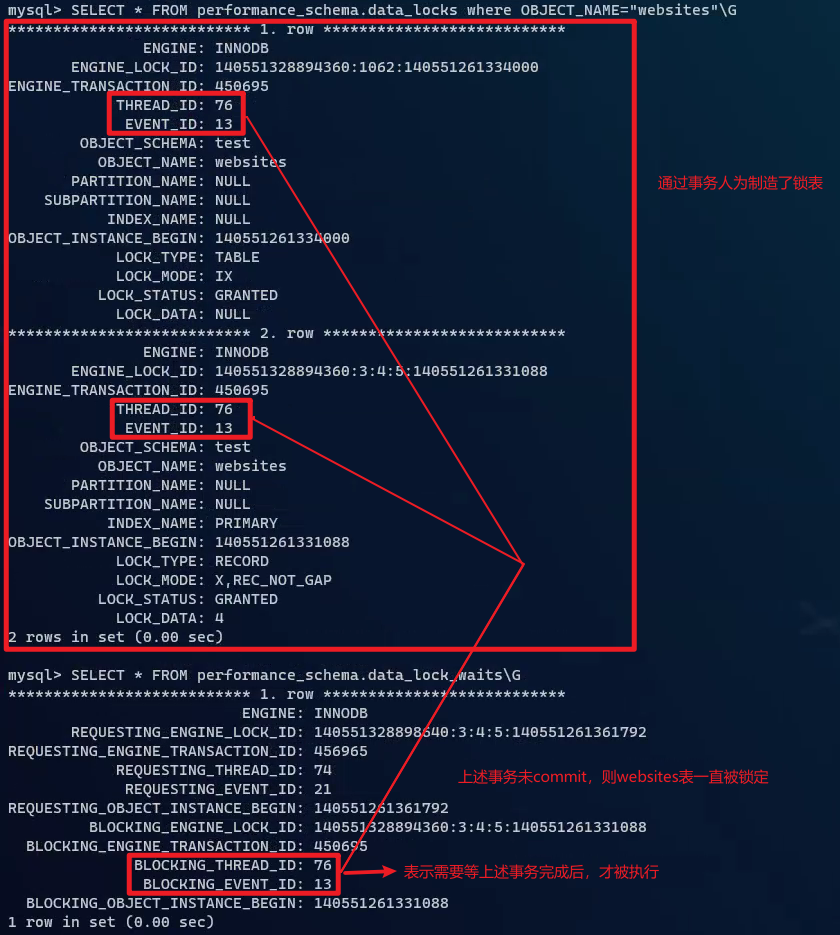 mysql> SELECT * FROM performance_schema.data_locks where OBJECT_NAME="websites"\G
*************************** 1. row ***************************
ENGINE: INNODB
ENGINE_LOCK_ID: 140551328894360:1062:140551261334000
ENGINE_TRANSACTION_ID: 450695
THREAD_ID: 76
EVENT_ID: 13
OBJECT_SCHEMA: test
OBJECT_NAME: websites
PARTITION_NAME: NULL
通过事务人为制造了锁表
SUBPARTITION_NAME: NULL
INDEX_NAME: NULL
OBJECT_INSTANCE_BEGIN: 140551261334000
LOCK_TYPE: TABLE
LOCK_MODE: IX
LOCK_STATUS: GRANTED
LOCK_DATA: NULL
*************************** 2. row ***************************
ENGINE: INNODB
ENGINE_LOCK_ID: 140551328894360:3:4:5:140551261331088
ENGINE_TRANSACTION_ID: 450695
THREAD_ID: 76
EVENT_ID: 13
OBJECT_SCHEMA: test
OBJECT_NAME: websites
PARTITION_NAME: NULL
SUBPARTITION_NAME: NULL
INDEX_NAME: PRIMARY
OBJECT_INSTANCE_BEGIN: 140551261331088
LOCK_TYPE: RECORD
LOCK_MODE: X,REC_NOT_GAP
LOCK_STATUS: GRANTED
LOCK_DATA: 4
2 rows in set (0.00 sec)
mysql> SELECT * FROM performance_schema.data_lock_waits\G
*************************** 1. row ***************************
ENGINE: INNODB
REQUESTING_ENGINE_LOCK_ID: 140551328898640:3:4:5:140551261361792
REQUESTING_ENGINE_TRANSACTION_ID: 456965
REQUESTING_THREAD_ID: 74
上述事务未commit，则websites表一直被锁定
REQUESTING_EVENT_ID: 21
REQUESTING_OBJECT_INSTANCE_BEGIN: 140551261361792
BLOCKING_ENGINE_LOCK_ID: 140551328894360:3:4:5:140551261331088
BLOCKING_ENGINE_TRANSACTION_ID: 450695
BLOCKING_THREAD_ID: 76
表示需要等上述事务完成后，才被执行
BLOCKING_EVENT_ID: 13
BLOCKING_OBJECT_INSTANCE_BEGIN: 140551261331088
1 row in set (0.00 sec)